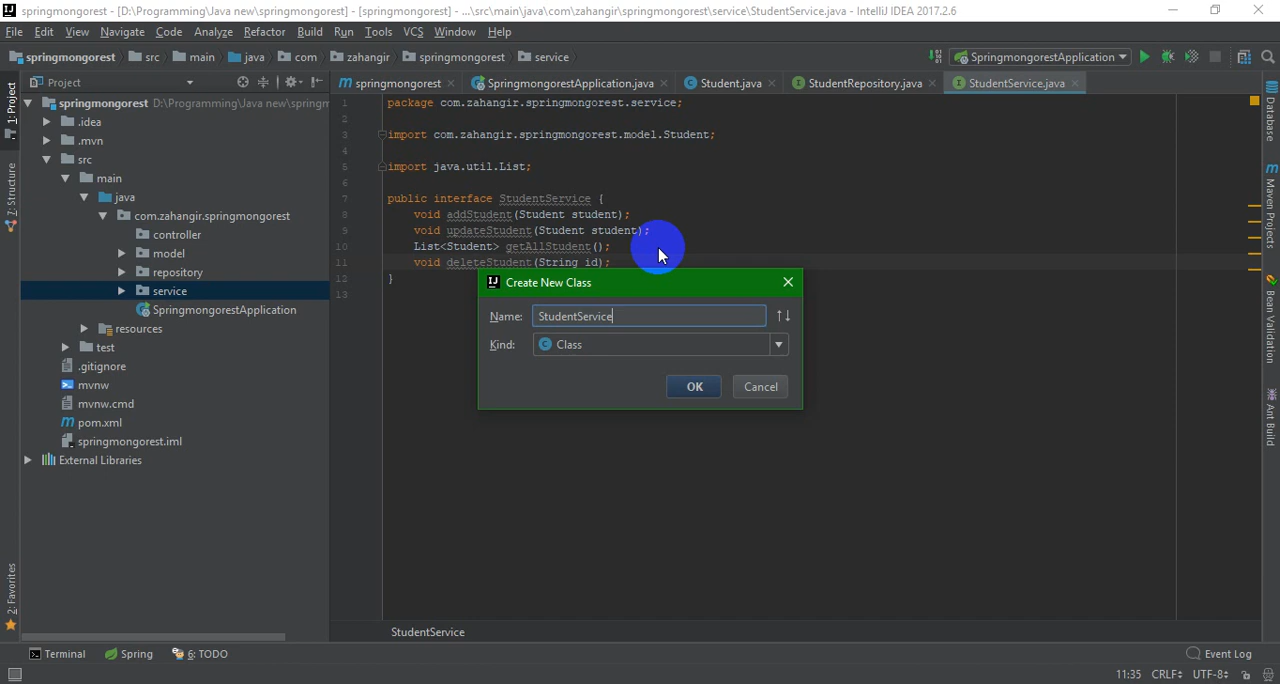 springmongorest - [D:\Programming\Java new\springmongorest] - [springmongorest] - ...\src\main\java\com\zahangir\springmongorest\service\StudentService.java - IntelliJ IDEA 2017.2.6
File Edit View Navigate Code Analyze Refactor Build Run Tools VCS Window Help
springmongorest src main java com zahangir springmongorest service SpringmongorestApplication
Project springmongorest SpringmongorestApplication.java Student.java StudentRepository.java StudentService.java
springmongorest D:\Programming\Java new\springm
.idea
.mvn
src
main
java
com.zahangir.springmongorest
controller
model
repository
service
SpringmongorestApplication
resources
test
.gitignore
mvnw
mvnw.cmd
pom.xml
springmongorest.iml
External Libraries
1: Project
7: Structure
2: Favorites
1 package com.zahangir.springmongorest.service;
2
3 import com.zahangir.springmongorest.model.Student;
4
5 import java.util.List;
6
7 public interface StudentService {
8 void addStudent(Student student);
9 void updateStudent(Student student);
10 List<Student> getAllStudent();
11 void deleteStudent(String id);
12 }
13
Create New Class
Name: StudentService
Kind: Class
OK Cancel
StudentService
Database
Maven Projects
Bean Validation
Ant Build
Terminal Spring 6: TODO Event Log
11:35 CRLF UTF-8